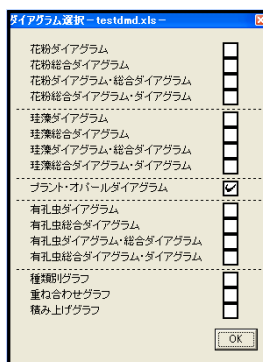 ダイアグラム選択－testdmd.xls－
花粉ダイアグラム
花粉総合ダイアグラム
花粉ダイアグラム・総合ダイアグラム
花粉総合ダイアグラム・ダイアグラム
珪藻ダイアグラム
珪藻総合ダイアグラム
珪藻ダイアグラム・総合ダイアグラム
珪藻総合ダイアグラム・ダイアグラム
プラント・オパールダイアグラム
有孔虫ダイアグラム
有孔虫総合ダイアグラム
有孔虫ダイアグラム・総合ダイアグラム
有孔虫総合ダイアグラム・ダイアグラム
種類別グラフ
重ね合わせグラフ
積み上げグラフ
OK